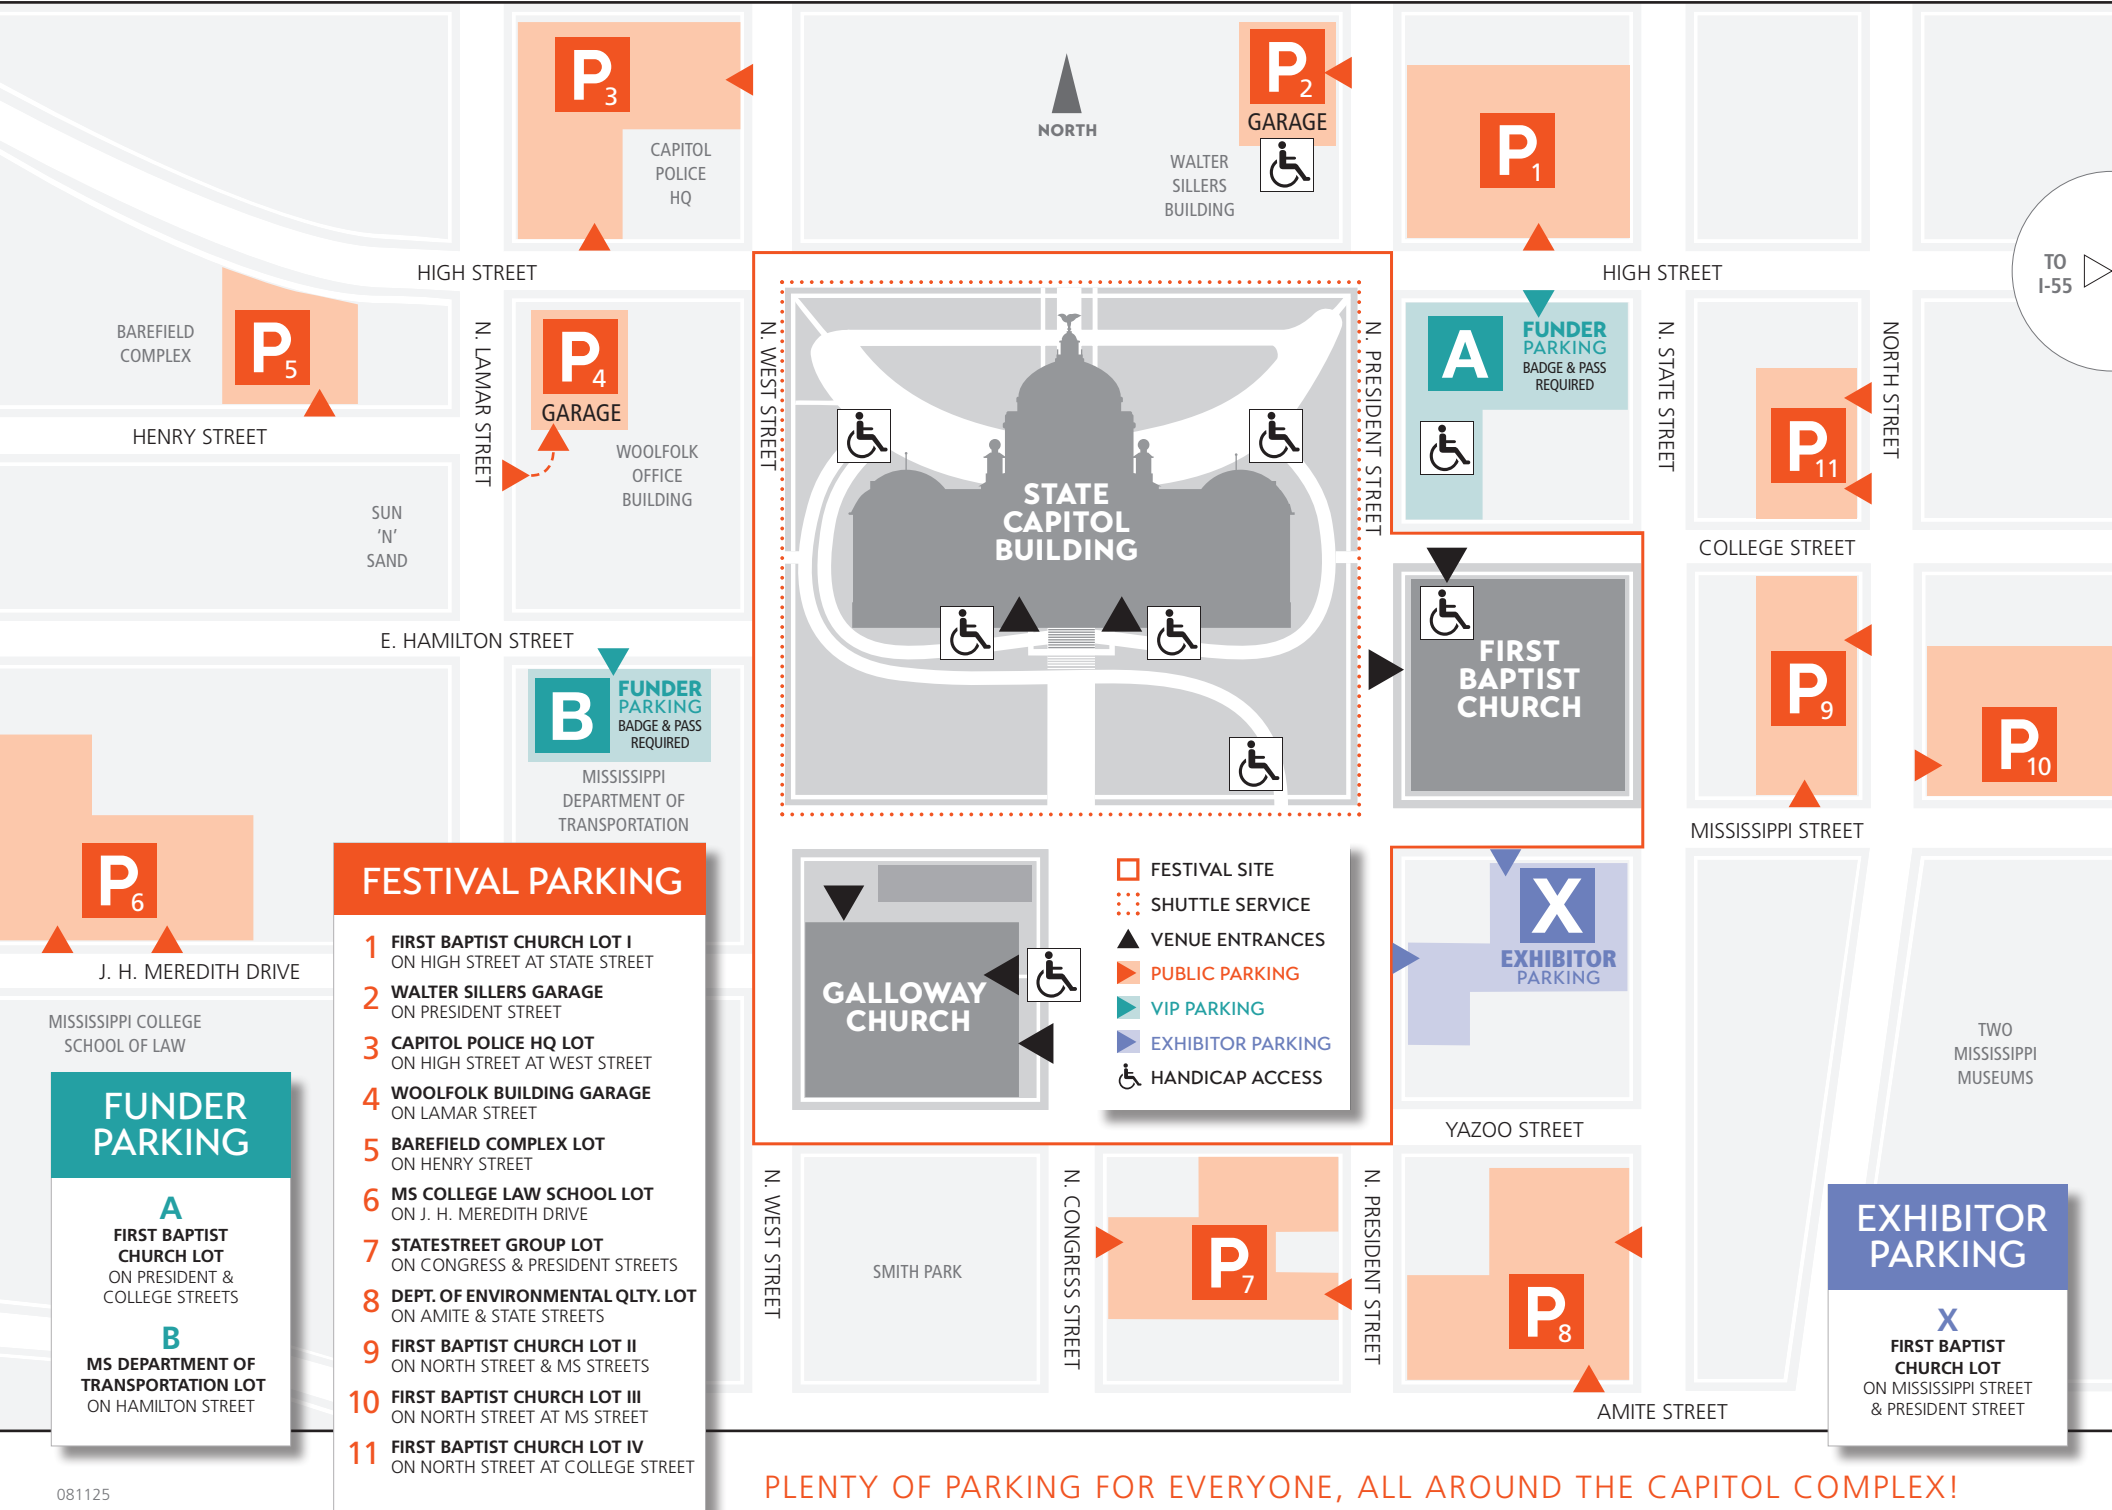 P3
P2
GARAGE
P1
NORTH
CAPITOL
POLICE
HQ
WALTER
SILLERS
BUILDING
HIGH STREET
HIGH STREET
TO
I-55
BAREFIELD
COMPLEX
P5
HENRY STREET
N. LAMAR STREET
P4
GARAGE
WOOLFOLK
OFFICE
BUILDING
SUN
'N'
SAND
N. WEST STREET
STATE
CAPITOL
BUILDING
N. PRESIDENT STREET
A
FUNDER
PARKING
BADGE & PASS
REQUIRED
N. STATE STREET
NORTH STREET
P11
COLLEGE STREET
E. HAMILTON STREET
B
FUNDER
PARKING
BADGE & PASS
REQUIRED
MISSISSIPPI
DEPARTMENT OF
TRANSPORTATION
FIRST
BAPTIST
CHURCH
P9
P10
MISSISSIPPI STREET
P6
J. H. MEREDITH DRIVE
MISSISSIPPI COLLEGE
SCHOOL OF LAW
GALLOWAY
CHURCH
FESTIVAL SITE
SHUTTLE SERVICE
VENUE ENTRANCES
PUBLIC PARKING
VIP PARKING
EXHIBITOR PARKING
HANDICAP ACCESS
X
EXHIBITOR
PARKING
TWO
MISSISSIPPI
MUSEUMS
YAZOO STREET
N. WEST STREET
SMITH PARK
N. CONGRESS STREET
P7
N. PRESIDENT STREET
P8
AMITE STREET
FESTIVAL PARKING
1 FIRST BAPTIST CHURCH LOT I
ON HIGH STREET AT STATE STREET
2 WALTER SILLERS GARAGE
ON PRESIDENT STREET
3 CAPITOL POLICE HQ LOT
ON HIGH STREET AT WEST STREET
4 WOOLFOLK BUILDING GARAGE
ON LAMAR STREET
5 BAREFIELD COMPLEX LOT
ON HENRY STREET
6 MS COLLEGE LAW SCHOOL LOT
ON J. H. MEREDITH DRIVE
7 STATESTREET GROUP LOT
ON CONGRESS & PRESIDENT STREETS
8 DEPT. OF ENVIRONMENTAL QLTY. LOT
ON AMITE & STATE STREETS
9 FIRST BAPTIST CHURCH LOT II
ON NORTH STREET & MS STREETS
10 FIRST BAPTIST CHURCH LOT III
ON NORTH STREET AT MS STREET
11 FIRST BAPTIST CHURCH LOT IV
ON NORTH STREET AT COLLEGE STREET
FUNDER
PARKING
A
FIRST BAPTIST
CHURCH LOT
ON PRESIDENT &
COLLEGE STREETS
B
MS DEPARTMENT OF
TRANSPORTATION LOT
ON HAMILTON STREET
EXHIBITOR
PARKING
X
FIRST BAPTIST
CHURCH LOT
ON MISSISSIPPI STREET
& PRESIDENT STREET
081125
PLENTY OF PARKING FOR EVERYONE, ALL AROUND THE CAPITOL COMPLEX!